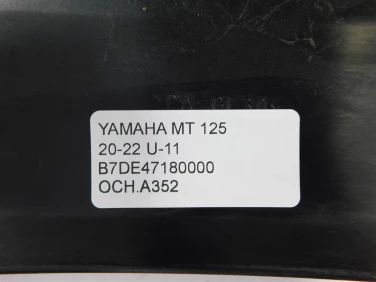 YAMAHA MT 125
20-22 U-11
B7DE47180000
OCH.A352